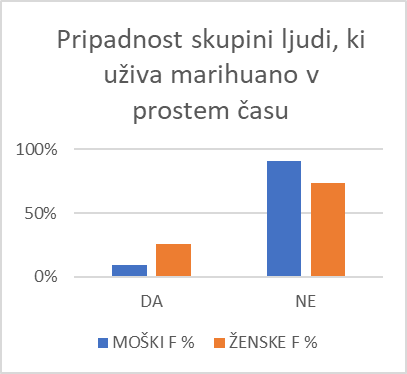 Pripadnost skupini ljudi, ki
uživa marihuano v
prostem času
100%
50%
0%
DA NE
MOŠKI F % ŽENSKE F %